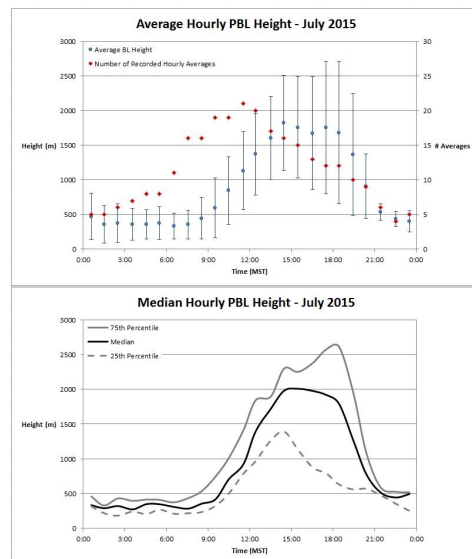 Average Hourly PBL Height - July 2015
3000 30
Average BL Height
Number of Recorded Hourly Averages
2500 25
2000 20
Height (m) 1500 15 # Averages
1000 10
500 5
0 0
0:00 3:00 6:00 9:00 12:00 15:00 18:00 21:00 0:00
Time (MST)
Median Hourly PBL Height - July 2015
3000
75th Percentile
Median
25th Percentile
2500
2000
Height (m) 1500
1000
500
0
0:00 3:00 6:00 9:00 12:00 15:00 18:00 21:00 0:00
Time (MST)